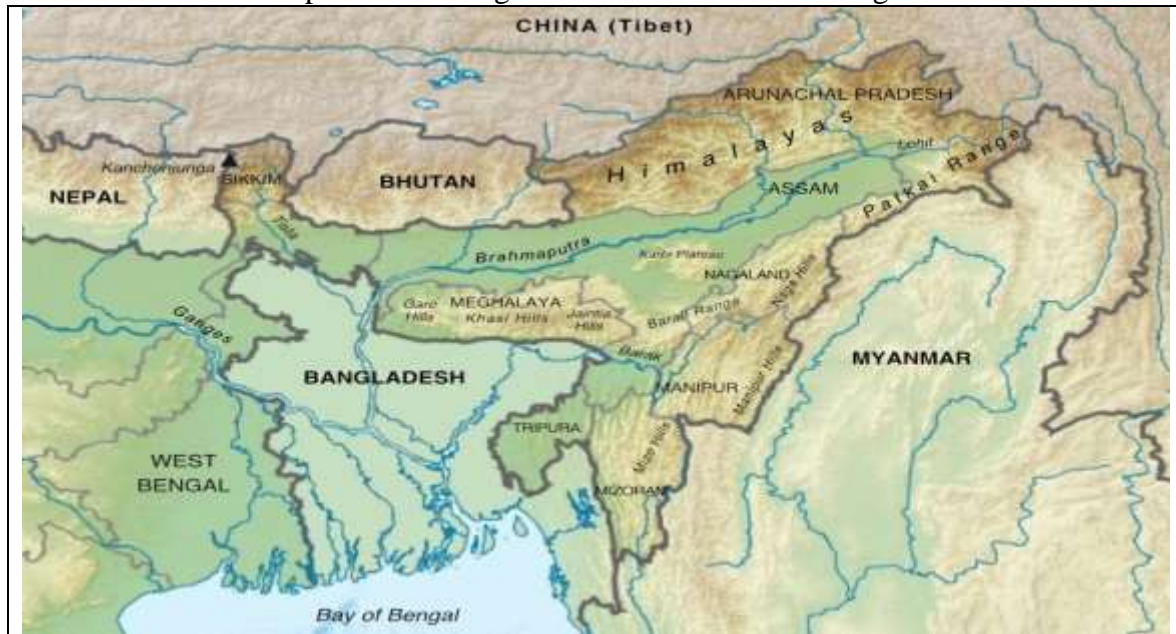 CHINA (Tibet)
ARUNACHAL PRADESH
Himalayas
Kanchenjunga
SIKKIM
NEPAL
BHUTAN
Lohit
ASSAM
Patkai Range
Brahmaputra
Plateau
NAGALAND
Naga Hills
Garo
Hills
MEGHALAYA
Khasi Hills
Jaintia
Hills
Barail Range
Ganges
Barak
BANGLADESH
MYANMAR
MANIPUR
Manipur Hills
TRIPURA
Mizo Hills
MIZORAM
WEST
BENGAL
Bay of Bengal